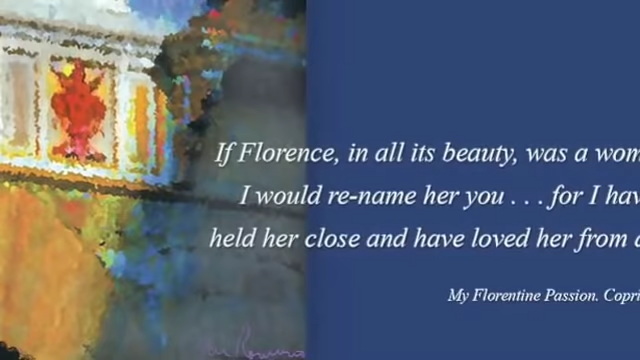 If Florence, in all its beauty, was a wom
I would re-name her you . . . for I hav
held her close and have loved her from a
My Florentine Passion. Copri